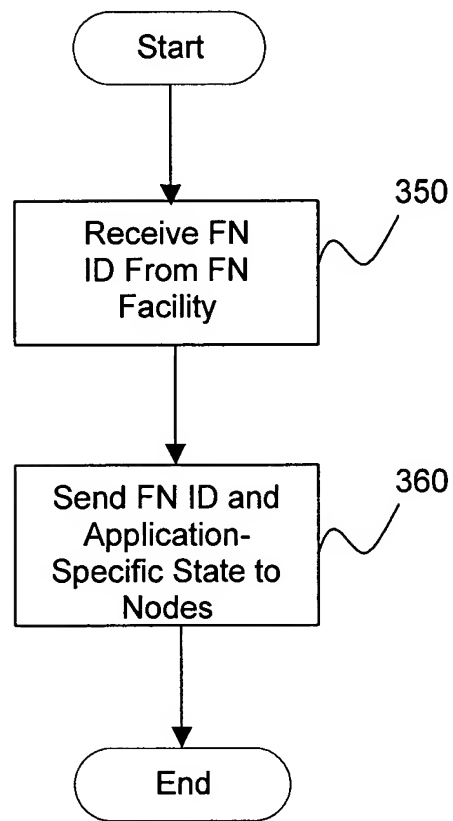 Start
350
Receive FN
ID From FN
Facility
360
Send FN ID and
Application-
Specific State to
Nodes
End